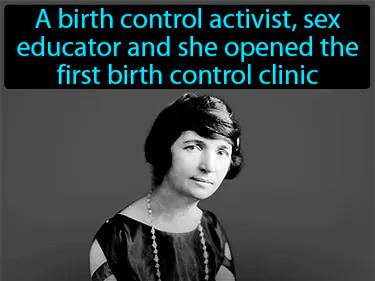 A birth control activist, sex
educator and she opened the
first birth control clinic